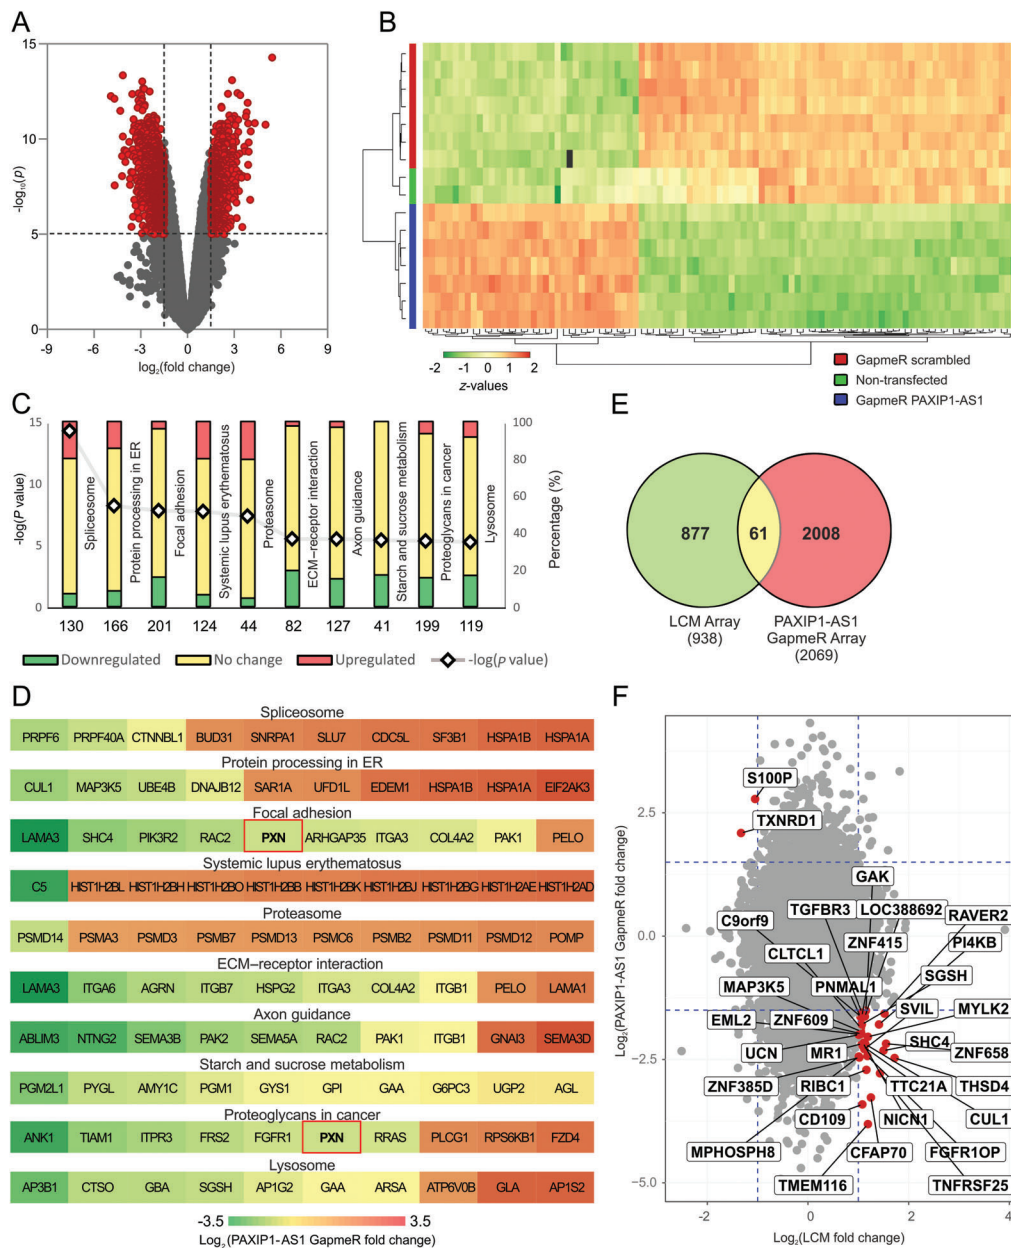 A
15
10
5
0
-log10(p)
-9
-6
-3
0
3
6
9
log2(fold change)
B
-2
-1
0
1
2
z-values
GapmeR scrambled
Non-transfected
GapmeR PAXIP1-AS1
C
15
10
5
0
-log(P value)
Spliceosome
Protein processing in ER
Focal adhesion
Systemic lupus erythematosus
Proteasome
ECM–receptor interaction
Axon guidance
Starch and sucrose metabolism
Proteoglycans in cancer
Lysosome
100
80
60
40
20
0
Percentage (%)
130 166 201 124 44 82 127 41 199 119
Downregulated No change Upregulated -log(p value)
E
877 61 2008
LCM Array
(938)
PAXIP1-AS1
GapmeR Array
(2069)
D
Spliceosome
PRPF6 PRPF40A CTNNBL1 BUD31 SNRPA1 SLU7 CDC5L SF3B1 HSPA1B HSPA1A
Protein processing in ER
CUL1 MAP3K5 UBE4B DNAJB12 SAR1A UFD1L EDEM1 HSPA1B HSPA1A EIF2AK3
Focal adhesion
LAMA3 SHC4 PIK3R2 RAC2 PXN ARHGAP35 ITGA3 COL4A2 PAK1 PELO
Systemic lupus erythematosus
C5 HIST1H2BL HIST1H2BH HIST1H2BO HIST1H2BB HIST1H2BK HIST1H2BJ HIST1H2BG HIST1H2AE HIST1H2AD
Proteasome
PSMD14 PSMA3 PSMD3 PSMB7 PSMD13 PSMC6 PSMB2 PSMD11 PSMD12 POMP
ECM–receptor interaction
LAMA3 ITGA6 AGRN ITGB7 HSPG2 ITGA3 COL4A2 ITGB1 PELO LAMA1
Axon guidance
ABLIM3 NTNG2 SEMA3B PAK2 SEMA5A RAC2 PAK1 ITGB1 GNAI3 SEMA3D
Starch and sucrose metabolism
PGM2L1 PYGL AMY1C PGM1 GYS1 GPI GAA G6PC3 UGP2 AGL
Proteoglycans in cancer
ANK1 TIAM1 ITPR3 FRS2 FGFR1 PXN RRAS PLCG1 RPS6KB1 FZD4
Lysosome
AP3B1 CTSO GBA SGSH AP1G2 GAA ARSA ATP6V0B GLA AP1S2
-3.5 3.5
Log2(PAXIP1-AS1 GapmeR fold change)
F
2.5
0.0
-2.5
-5.0
Log2(PAXIP1-AS1 GapmeR fold change)
S100P
TXNRD1
GAK
TGFBR3 LOC388692
C9orf9 RAVER2
ZNF415 PI4KB
CLTCL1
SGSH
MAP3K5 PNMAL1
SVIL MYLK2
EML2 ZNF609
SHC4
UCN MR1 ZNF658
ZNF385D RIBC1 TTC21A THSD4
CD109 NICN1 CUL1
MPHOSPH8 CFAP70 FGFR1OP
TMEM116 TNFRSF25
-2
0
2
4
Log2(LCM fold change)